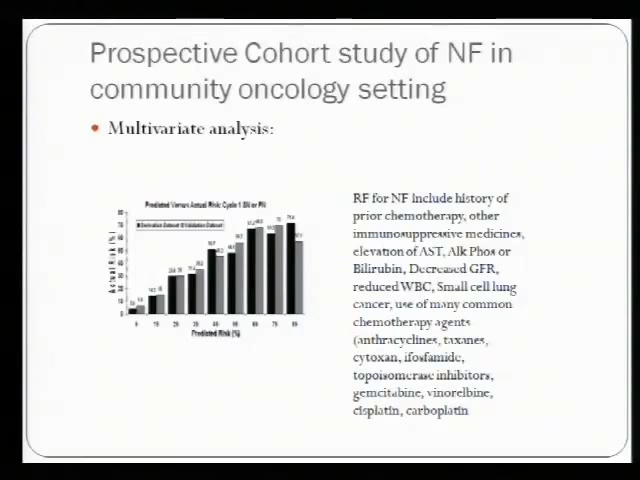 Prospective Cohort study of NF in
community oncology setting
Multivariate analysis:
Predicted Versus Actual Risk: Cycle 1 SN or FN
Derivation Dataset Validation Dataset
Actual Risk (%)
Predicted Risk (%)
RF for NF Include history of
prior chemotherapy, other
immunosuppressive medicines,
elevation of AST, Alk Phos or
Bilirubin, Decreased GFR,
reduced WBC, Small cell lung
cancer, use of many common
chemotherapy agents
(anthracyclines, taxanes,
cytoxan, ifosfamide,
topoisomerase inhibitors,
gemcitabine, vinorelbine,
cisplatin, carboplatin